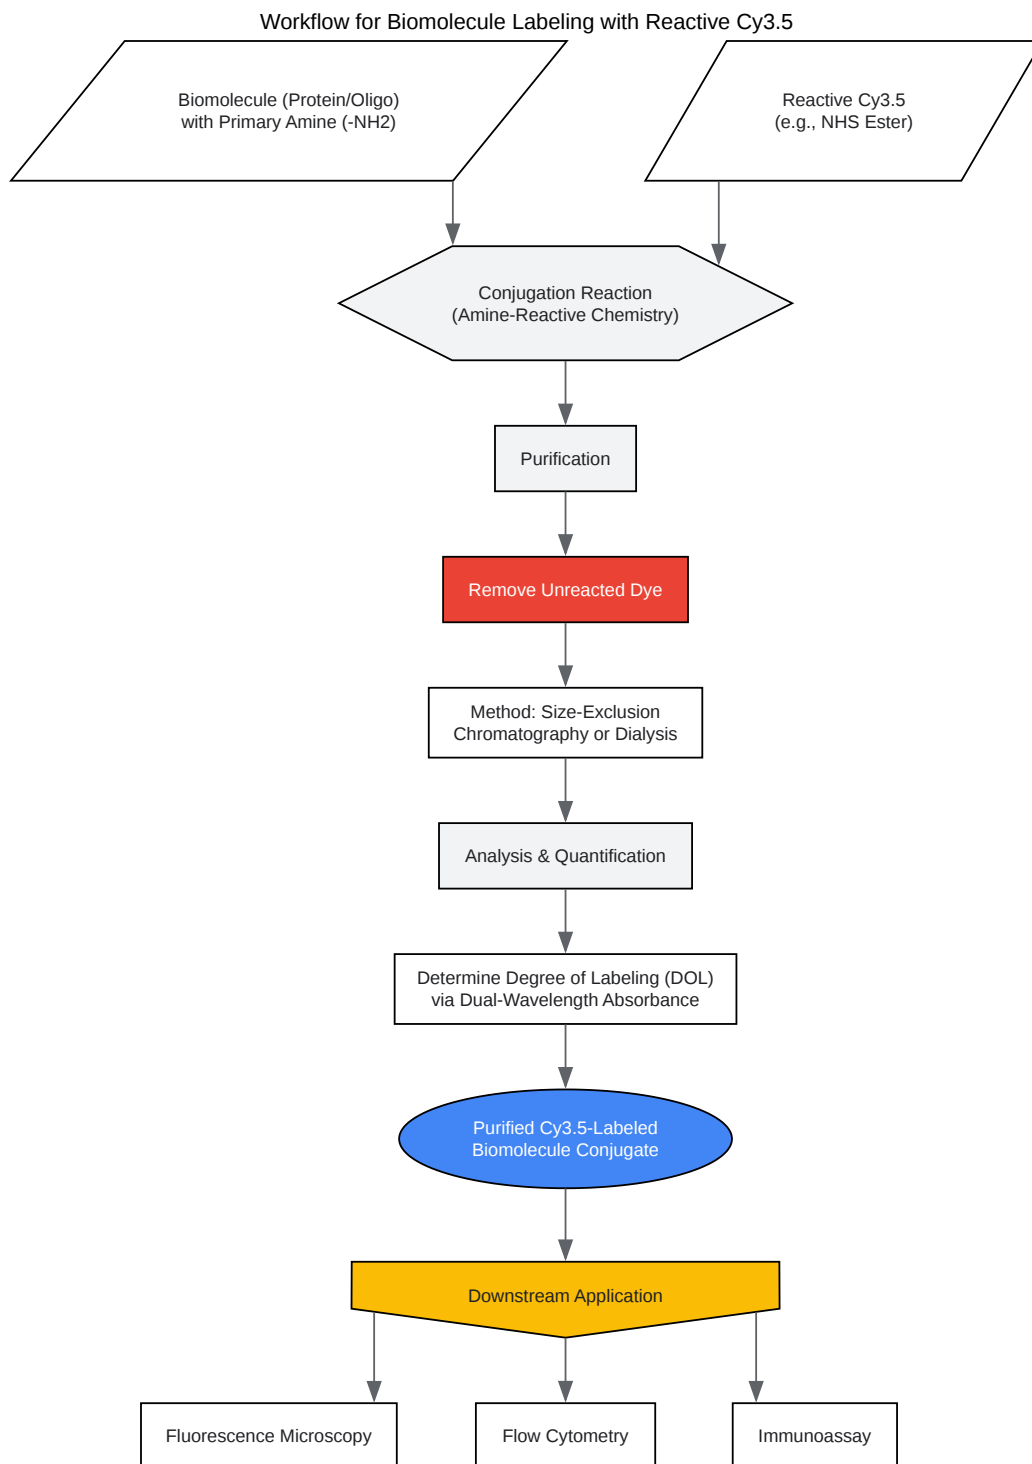 Workflow for Biomolecule Labeling with Reactive Cy3.5
Biomolecule (Protein/Oligo)
with Primary Amine (-NH2)
Reactive Cy3.5
(e.g., NHS Ester)
Conjugation Reaction
(Amine-Reactive Chemistry)
Purification
Remove Unreacted Dye
Method: Size-Exclusion
Chromatography or Dialysis
Analysis & Quantification
Determine Degree of Labeling (DOL)
via Dual-Wavelength Absorbance
Purified Cy3.5-Labeled
Biomolecule Conjugate
Downstream Application
Fluorescence Microscopy
Flow Cytometry
Immunoassay